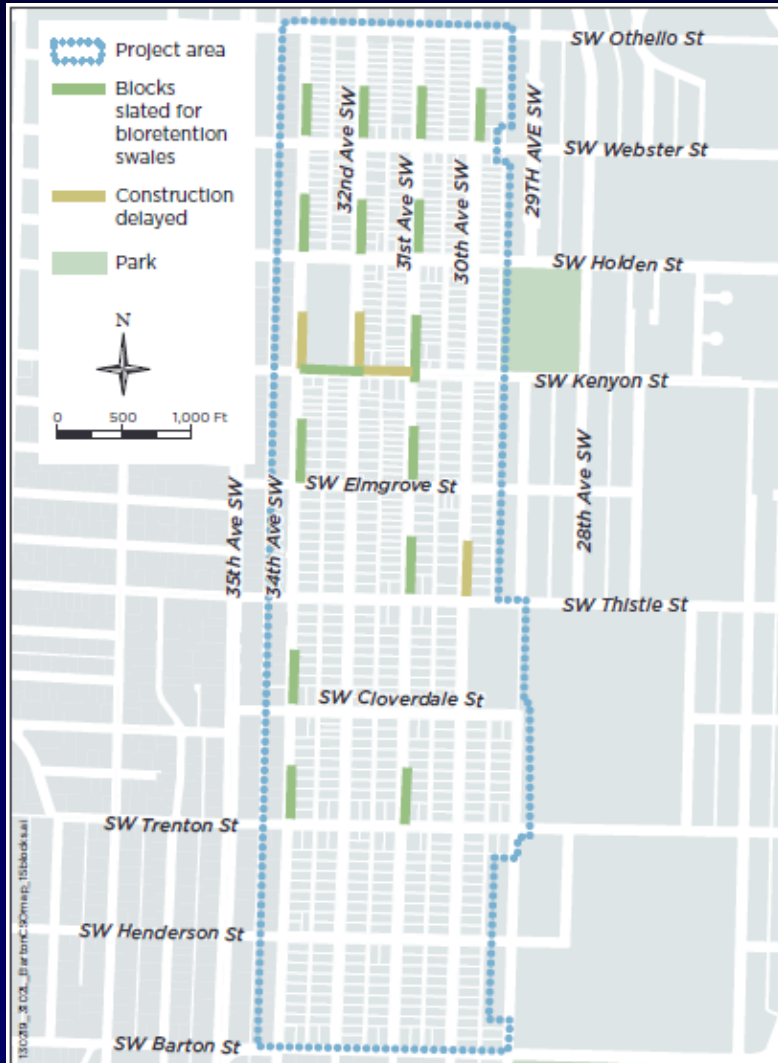 Project area
Blocks
slated for
bioretention
swales
Construction
delayed
Park
N
0 500 1,000 Ft
SW Othello St
32nd Ave SW
29TH AVE SW
SW Webster St
31st Ave SW
30th Ave SW
SW Holden St
SW Kenyon St
SW Elmgrove St
28th Ave SW
35th Ave SW
34th Ave SW
SW Thistle St
SW Cloverdale St
SW Trenton St
SW Henderson St
SW Barton St